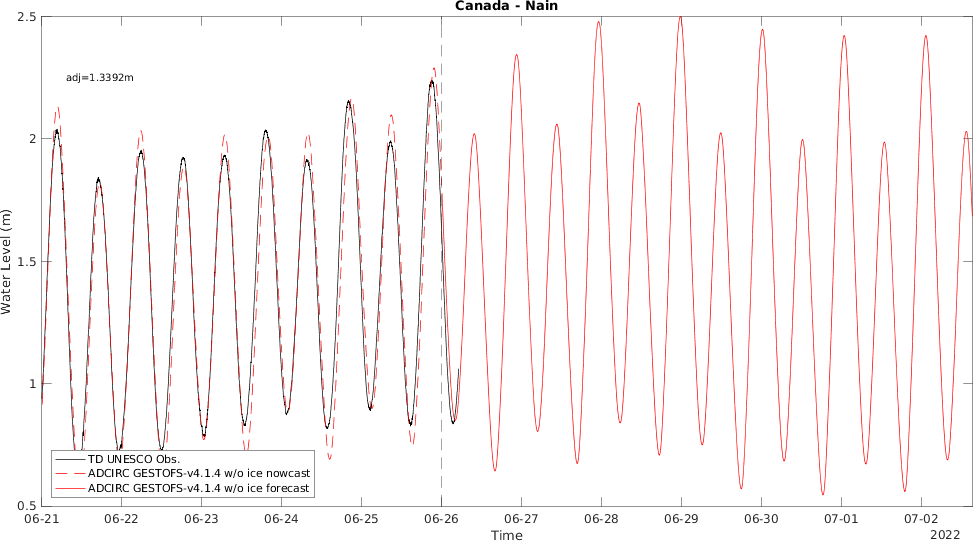 Canada - Nain
2.5
adj=1.3392m
2
1.5
Water Level (m)
1
TD UNESCO Obs.
ADCIRC GESTOFS-v4.1.4 w/o ice nowcast
ADCIRC GESTOFS-v4.1.4 w/o ice forecast
0.5
06-21 06-22 06-23 06-24 06-25 06-26 06-27 06-28 06-29 06-30 07-01 07-02
2022
Time